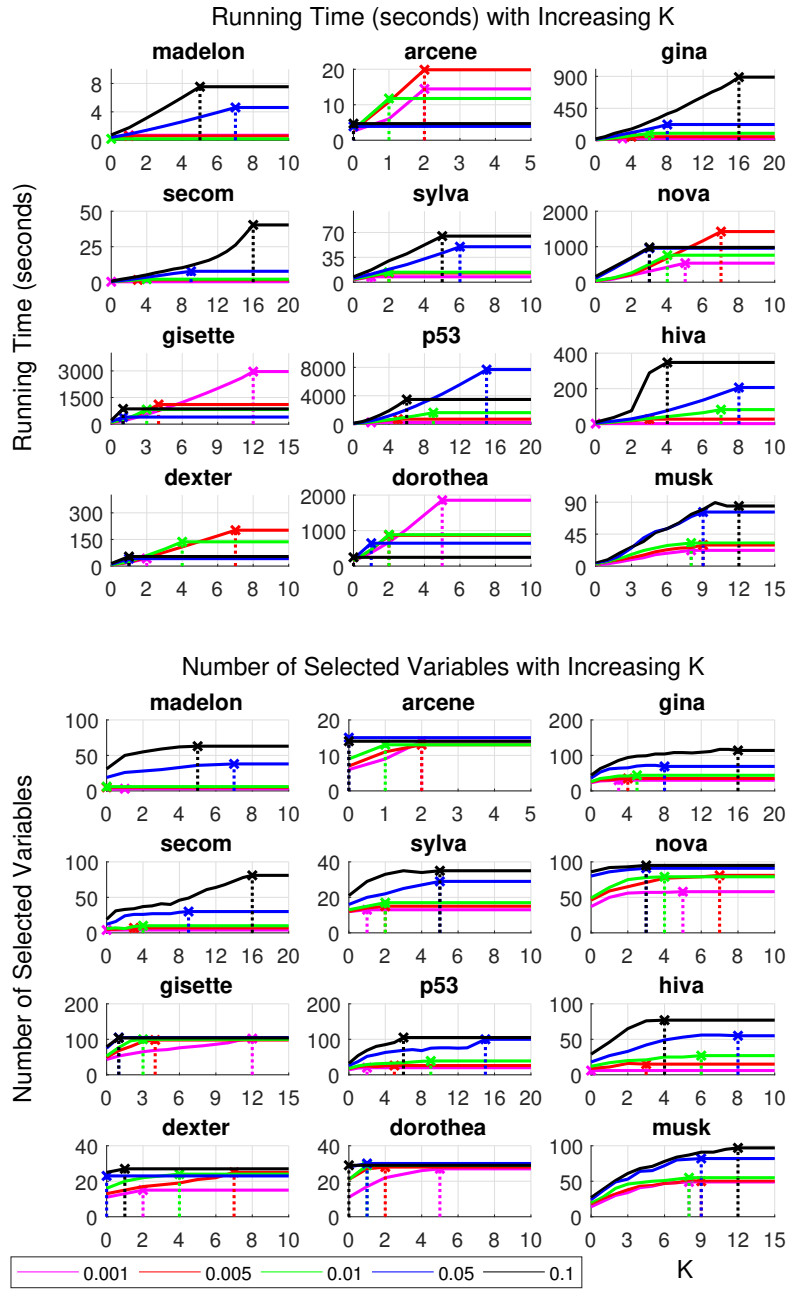 Running Time (seconds) with Increasing K
madelon arcene gina
8 4 0
0 2 4 6 8 10
20 10 0
0 1 2 3 4 5
900 450 0
0 4 8 12 16 20
secom sylva nova
50 25 0
0 4 8 12 16 20
70 35 0
0 2 4 6 8 10
2000 1000 0
0 2 4 6 8 10
gisette p53 hiva
3000 1500 0
0 3 6 9 12 15
8000 4000 0
0 4 8 12 16 20
400 200 0
0 2 4 6 8 10
dexter dorothea musk
300 150 0
0 2 4 6 8 10
2000 1000 0
0 2 4 6 8 10
90 45 0
0 3 6 9 12 15
Running Time (seconds)
Number of Selected Variables with Increasing K
madelon arcene gina
100 50 0
0 2 4 6 8 10
20 10 0
0 1 2 3 4 5
200 100 0
0 4 8 12 16 20
secom sylva nova
100 50 0
0 4 8 12 16 20
40 20 0
0 2 4 6 8 10
100 50 0
0 2 4 6 8 10
gisette p53 hiva
200 100 0
0 3 6 9 12 15
200 100 0
0 4 8 12 16 20
100 50 0
0 2 4 6 8 10
dexter dorothea musk
40 20 0
0 2 4 6 8 10
40 20 0
0 2 4 6 8 10
100 50 0
0 3 6 9 12 15
Number of Selected Variables
K
0.001 0.005 0.01 0.05 0.1